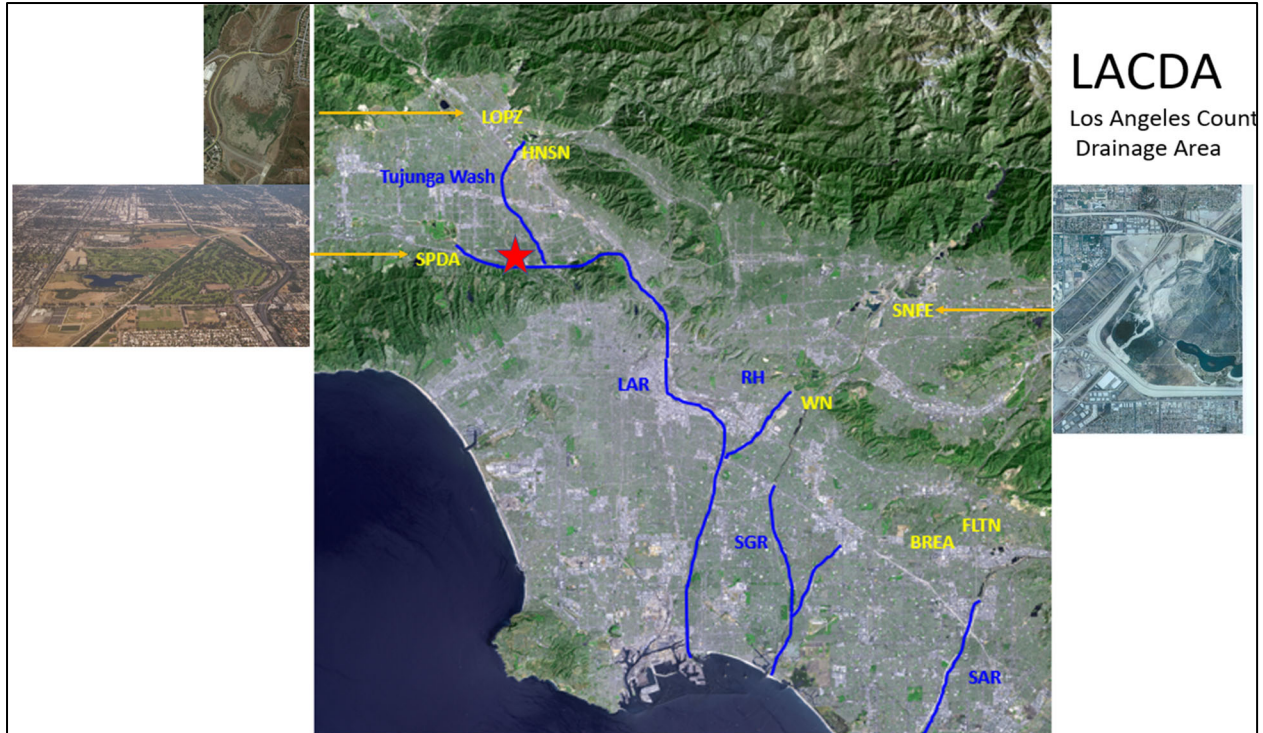 LACDA
Los Angeles Count
Drainage Area
LOPZ
HNSN
Tujunga Wash
SPDA
SNFE
LAR
RH
WN
FLTN
BREA
SGR
SAR